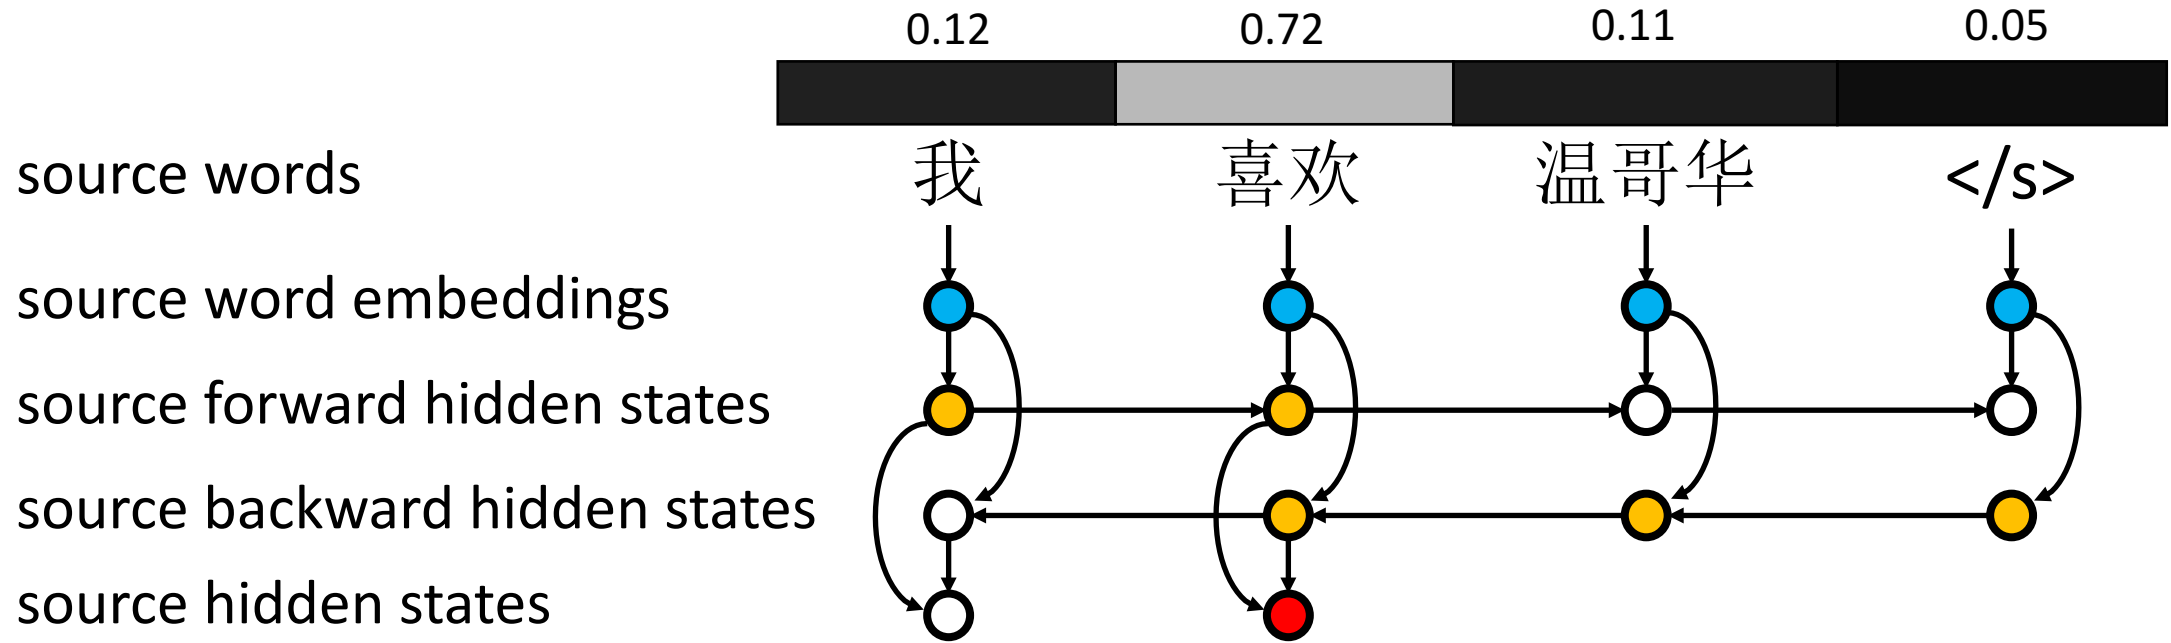 0.12 0.72 0.11 0.05
source words 我 喜欢 温哥华 </s>
source word embeddings
source forward hidden states
source backward hidden states
source hidden states